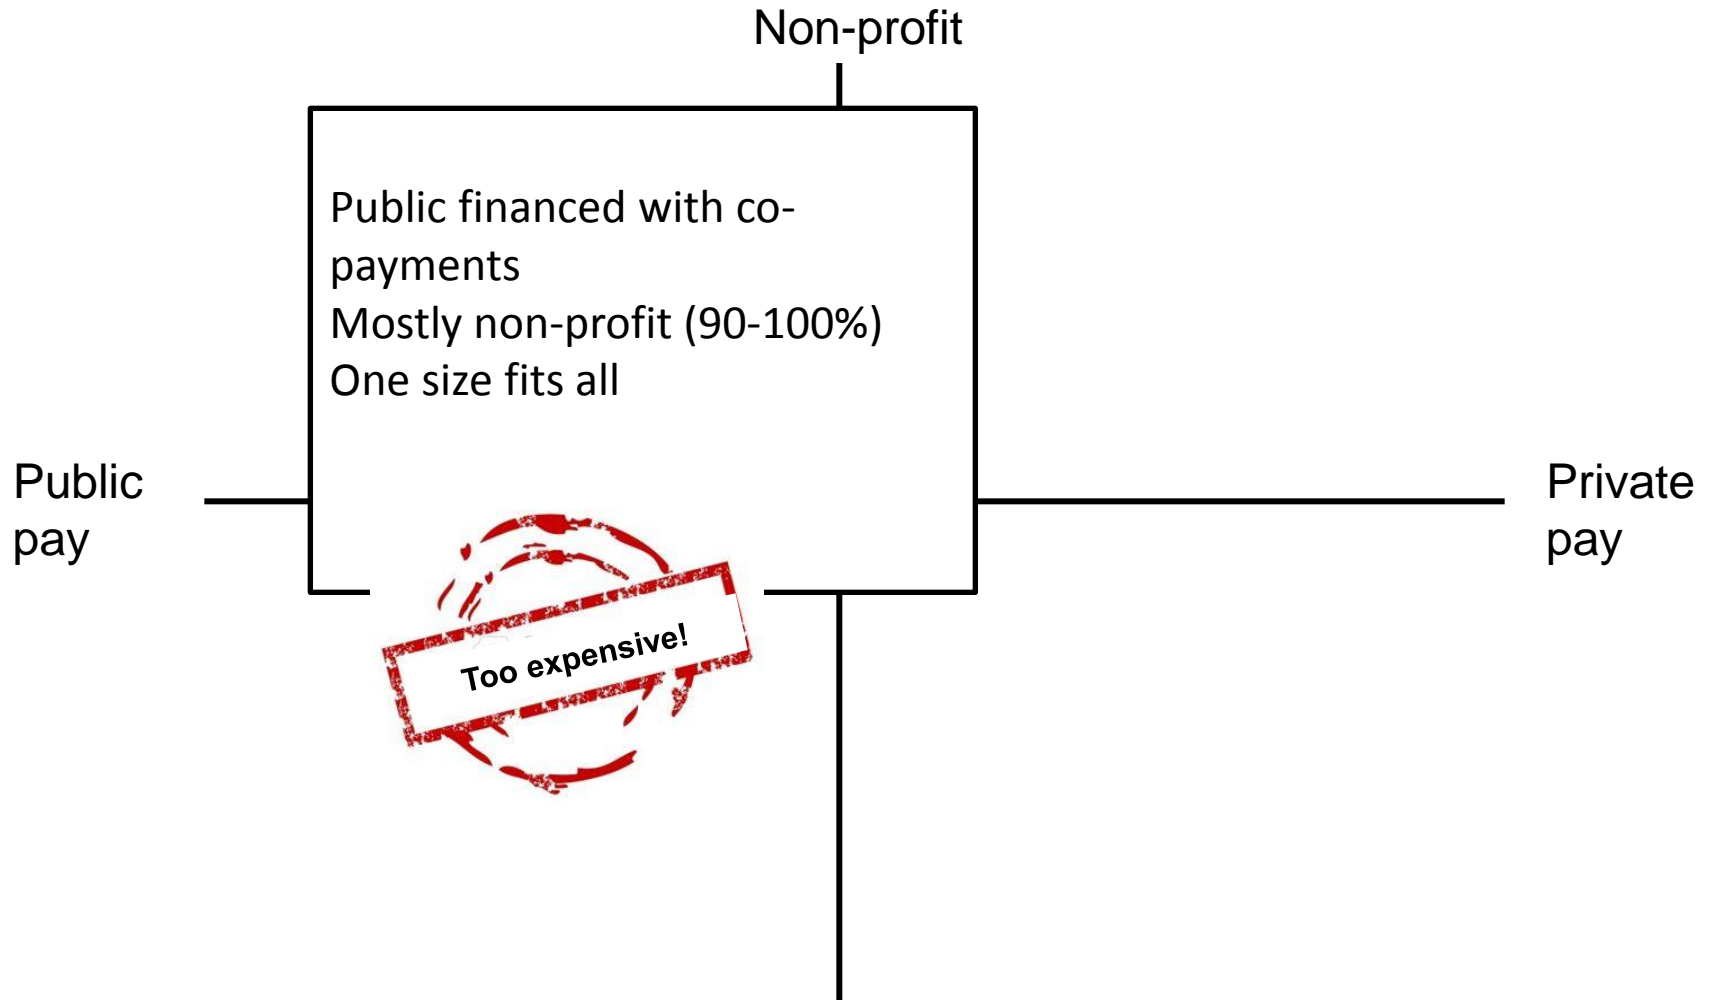 Non-profit
Public financed with co-
payments
Mostly non-profit (90-100%)
One size fits all
Public
pay
Private
pay
Too expensive!